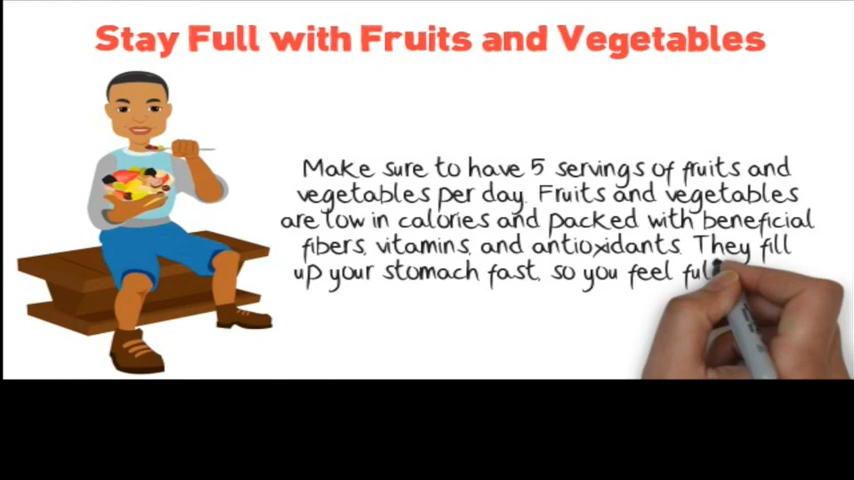 Stay Full with Fruits and Vegetables
Make sure to have 5 servings of fruits and
vegetables per day. Fruits and vegetables
are low in calories and packed with beneficial
fibers, vitamins, and antioxidants. They fill
up your stomach fast, so you feel ful